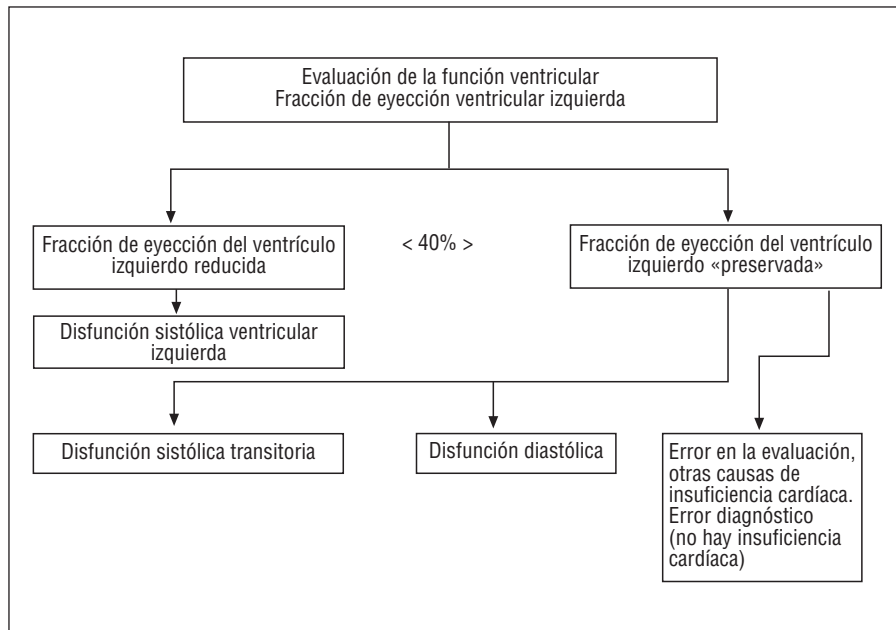 Evaluación de la función ventricular
Fracción de eyección ventricular izquierda
Fracción de eyección del ventrículo
izquierdo reducida
< 40% >
Fracción de eyección del ventrículo
izquierdo «preservada»
Disfunción sistólica ventricular
izquierda
Disfunción sistólica transitoria
Disfunción diastólica
Error en la evaluación,
otras causas de
insuficiencia cardíaca.
Error diagnóstico
(no hay insuficiencia
cardíaca)